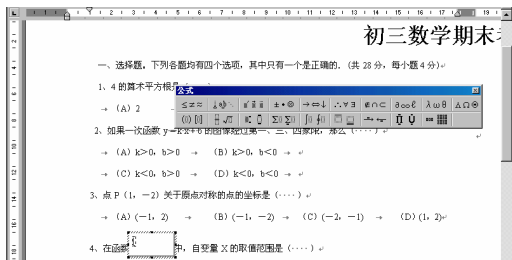 初三数学期末
一、选择题。下列各题均有四个选项，其中只有一个是正确的．(共 28 分，每小题 4 分)
1、4 的算术平方根
公式
(A) 2
2、如果一次函数 y＝k x＋b 的图像经过第一、三、四象限，那么 (····)
(A) k>0，b>0 (B) k>0，b<0
(C) k<0，b>0 (D) k<0，b<0
3、点 P (1，－2) 关于原点对称的点的坐标是 (····)
(A) (－1，2) (B) (－1，－2) (C) (－2，－1) (D) (1，2)
4、在函数 中，自变量 X 的取值范围是 (····)